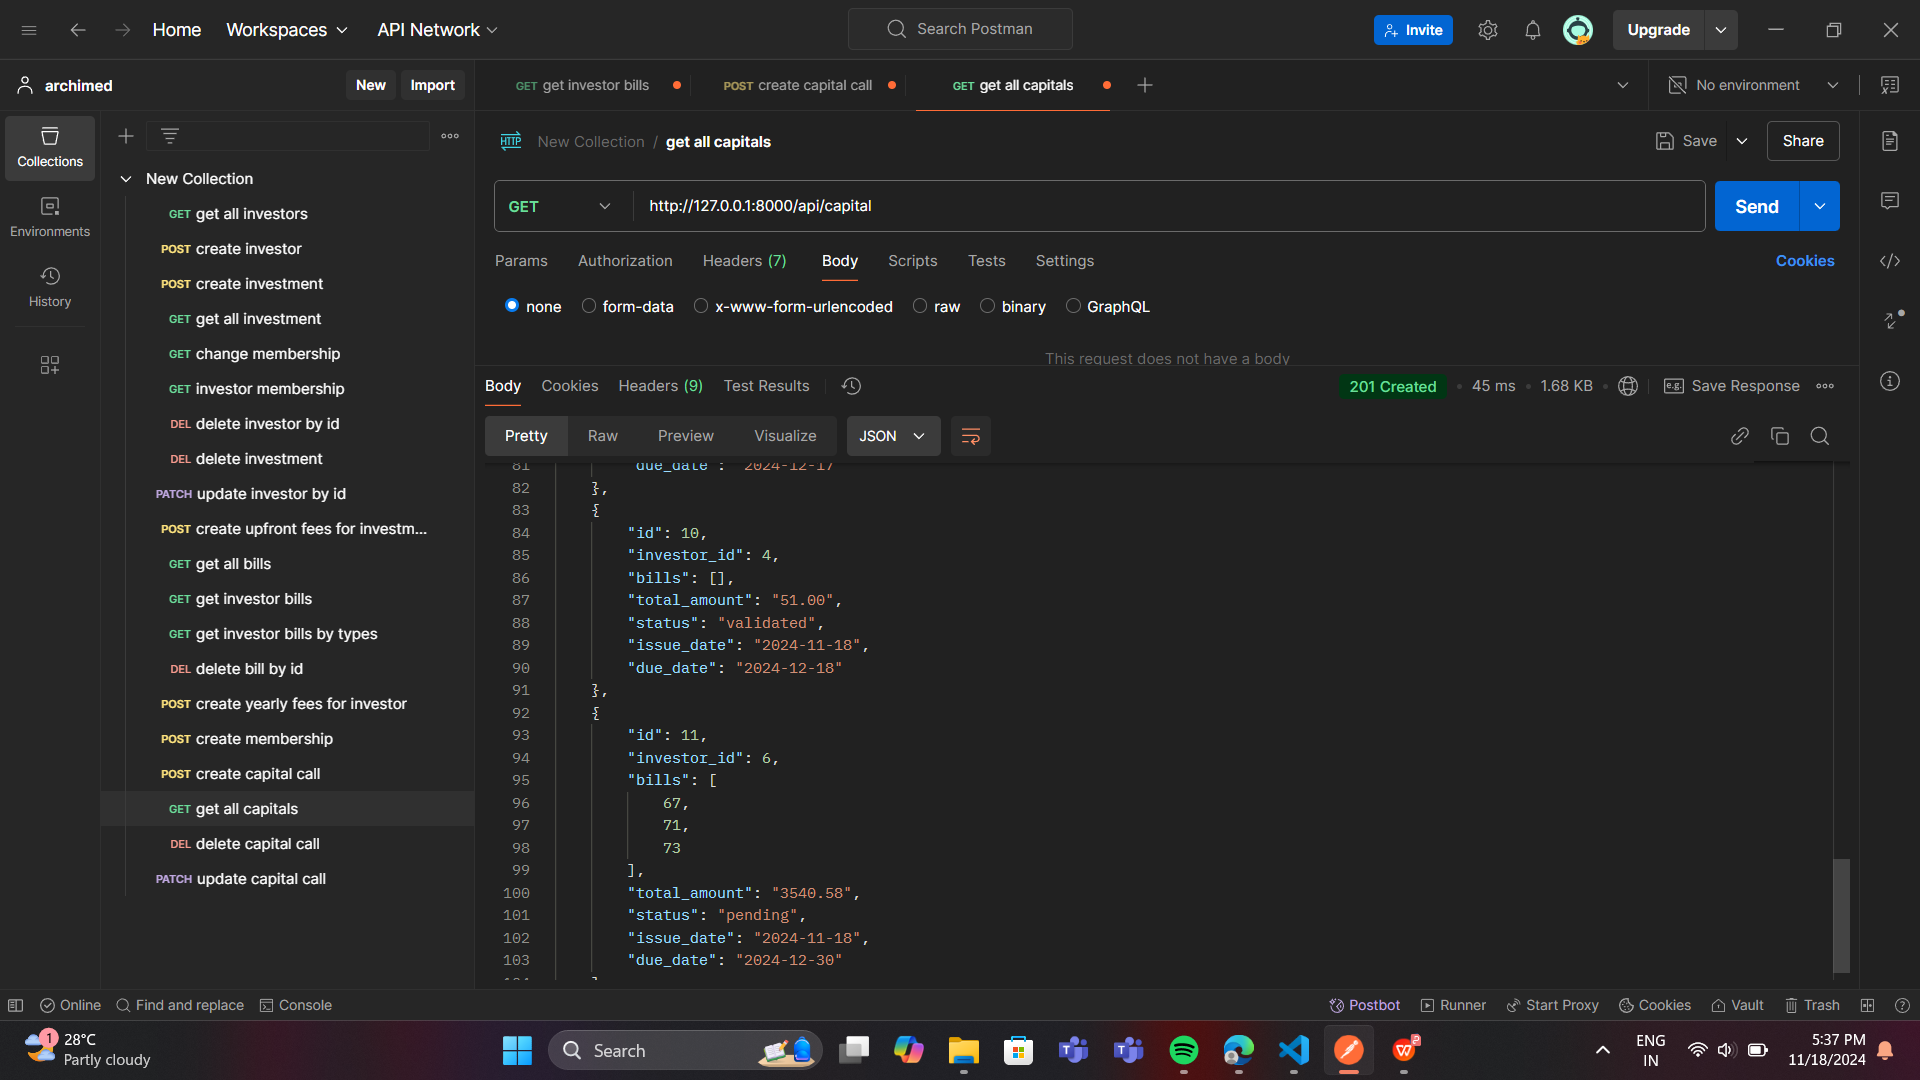 Home Workspaces API Network Search Postman Invite Upgrade
archimed New Import
GET get investor bills POST create capital call GET get all capitals No environment
Collections
Environments
History
New Collection
GET get all investors
POST create investor
POST create investment
GET get all investment
GET change membership
GET investor membership
DEL delete investor by id
DEL delete investment
PATCH update investor by id
POST create upfront fees for investm...
GET get all bills
GET get investor bills
GET get investor bills by types
DEL delete bill by id
POST create yearly fees for investor
POST create membership
POST create capital call
GET get all capitals
DEL delete capital call
PATCH update capital call
HTTP New Collection / get all capitals Save Share
GET http://127.0.0.1:8000/api/capital Send
Params Authorization Headers (7) Body Scripts Tests Settings Cookies
none form-data x-www-form-urlencoded raw binary GraphQL
This request does not have a body
Body Cookies Headers (9) Test Results 201 Created 45 ms 1.68 KB e.g. Save Response
Pretty Raw Preview Visualize JSON
81 "due_date": "2024-12-17"
82 },
83 {
84 "id": 10,
85 "investor_id": 4,
86 "bills": [],
87 "total_amount": "51.00",
88 "status": "validated",
89 "issue_date": "2024-11-18",
90 "due_date": "2024-12-18"
91 },
92 {
93 "id": 11,
94 "investor_id": 6,
95 "bills": [
96 67,
97 71,
98 73
99 ],
100 "total_amount": "3540.58",
101 "status": "pending",
102 "issue_date": "2024-11-18",
103 "due_date": "2024-12-30"
Online Find and replace Console Postbot Runner Start Proxy Cookies Vault Trash
1 28°C
Partly cloudy
Search
ENG
IN
5:37 PM
11/18/2024